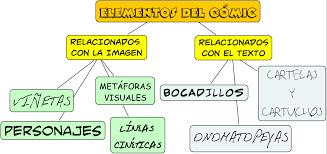 ELEMENTOS DEL CÓMIC
RELACIONADOS
CON LA IMAGEN
RELACIONADOS
CON EL TEXTO
VIÑETAS
METÁFORAS
VISUALES
BOCADILLOS
CARTELAS
Y
CARTUCHOS
PERSONAJES
LÍNEAS
CINÉTICAS
ONOMATOPEYAS